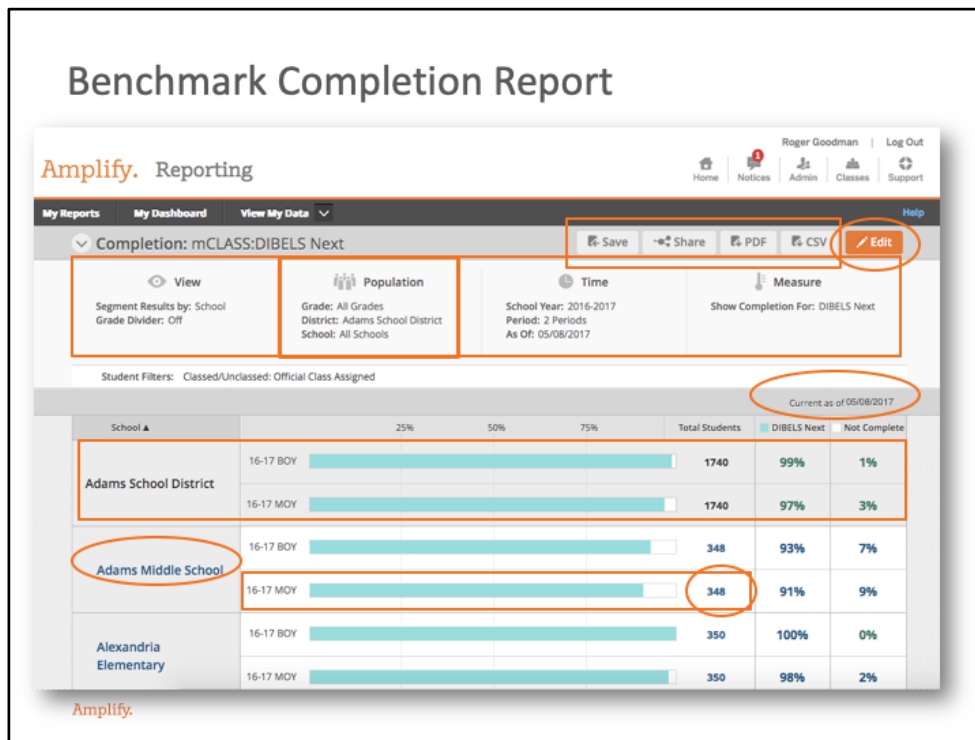 Benchmark Completion Report
Roger Goodman | Log Out
Amplify. Reporting
1
Home Notices Admin Classes Support
My Reports My Dashboard View My Data Help
Completion: mCLASS:DIBELS Next Save Share PDF CSV Edit
View Population Time Measure
Segment Results by: School Grade: All Grades School Year: 2016-2017 Show Completion For: DIBELS Next
Grade Divider: Off District: Adams School District Period: 2 Periods
School: All Schools As Of: 05/08/2017
Student Filters: Classed/Unclassed: Official Class Assigned
Current as of 05/08/2017
School ▲ 25% 50% 75% Total Students DIBELS Next Not Complete
Adams School District
16-17 BOY 1740 99% 1%
16-17 MOY 1740 97% 3%
Adams Middle School
16-17 BOY 348 93% 7%
16-17 MOY 348 91% 9%
Alexandria
Elementary
16-17 BOY 350 100% 0%
16-17 MOY 350 98% 2%
Amplify.